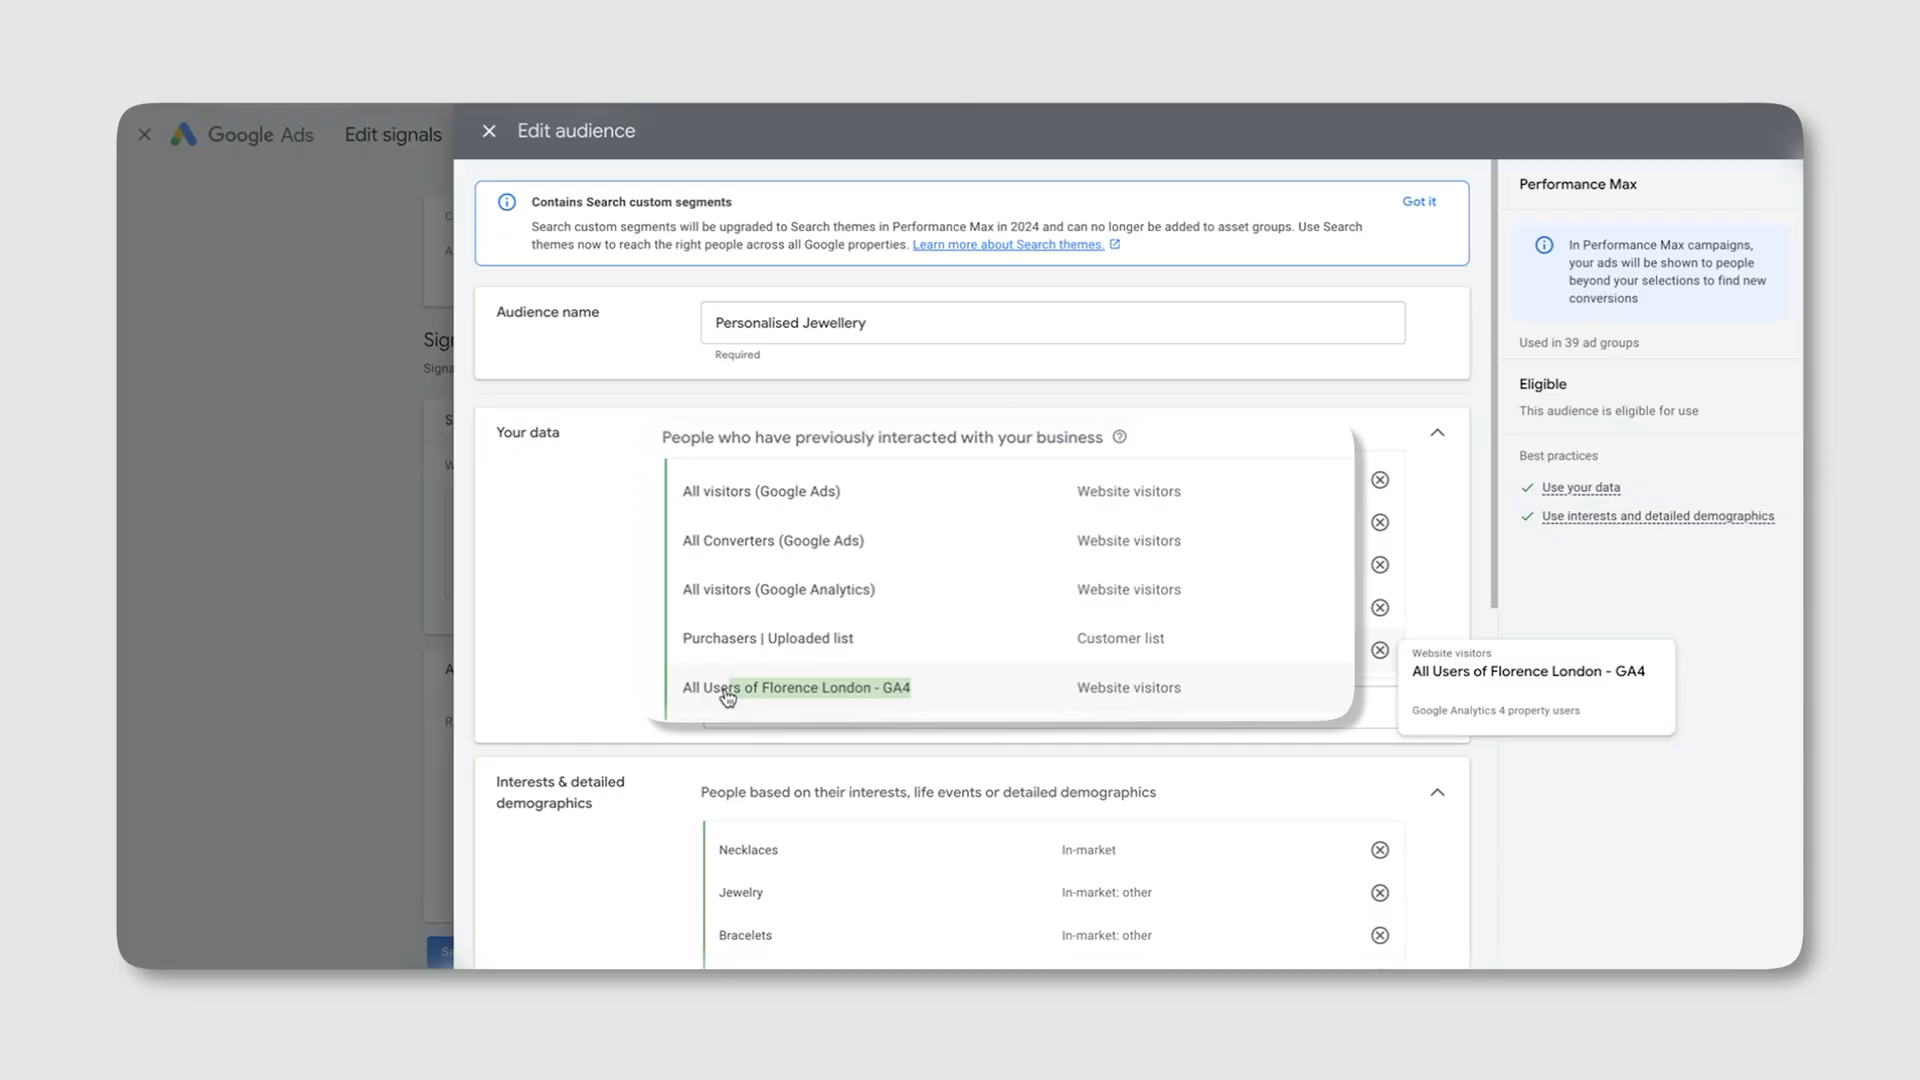 Google Ads
Edit signals
Edit audience
Contains Search custom segments
Got it
Search custom segments will be upgraded to Search themes in Performance Max in 2024 and can no longer be added to asset groups. Use Search
themes now to reach the right people across all Google properties. Learn more about Search themes.
Audience name
Personalised Jewellery
Required
Your data
People who have previously interacted with your business
All visitors (Google Ads) Website visitors
All Converters (Google Ads) Website visitors
All visitors (Google Analytics) Website visitors
Purchasers | Uploaded list Customer list
All Users of Florence London - GA4 Website visitors
Website visitors
All Users of Florence London - GA4
Google Analytics 4 property users
Interests & detailed
demographics
People based on their interests, life events or detailed demographics
Necklaces In-market
Jewelry In-market: other
Bracelets In-market: other
Performance Max
In Performance Max campaigns,
your ads will be shown to people
beyond your selections to find new
conversions
Used in 39 ad groups
Eligible
This audience is eligible for use
Best practices
Use your data
Use interests and detailed demographics